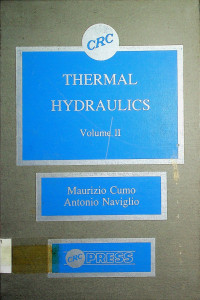 CRC
THERMAL
HYDRAULICS
Volume II
Maurizio Cumo
Antonio Naviglio
CRC PRESS